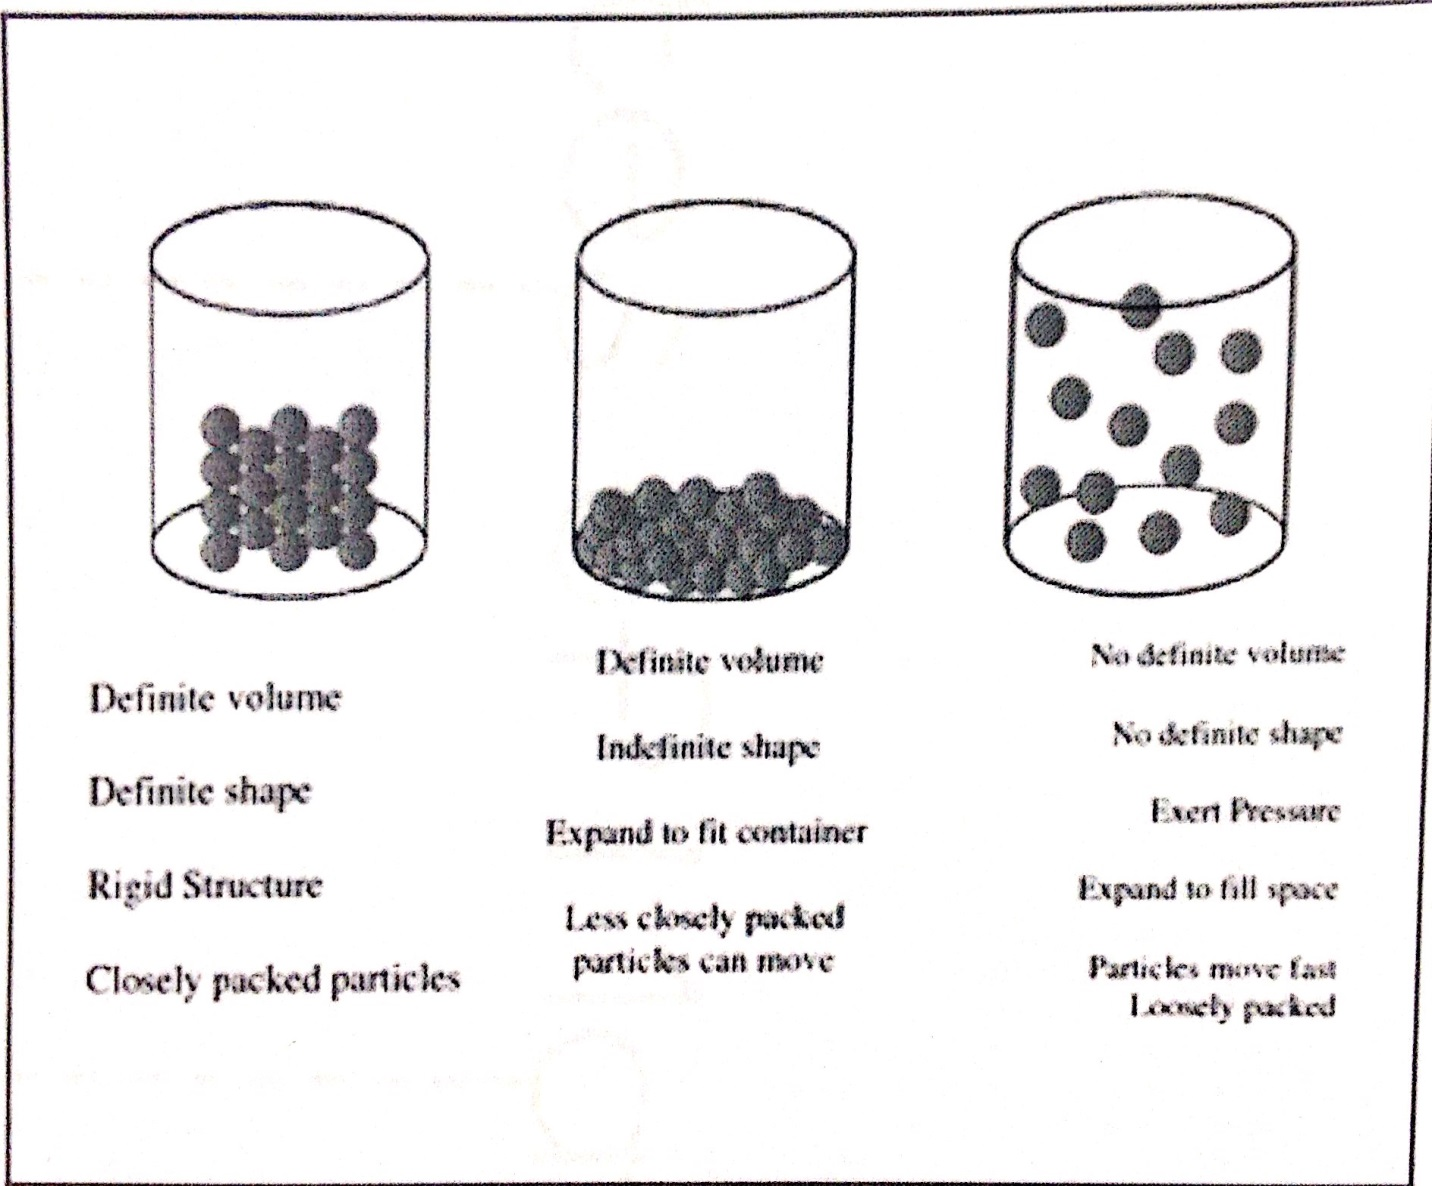 Definite volume
Definite shape
Rigid Structure
Closely packed particles
Definite volume
Indefinite shape
Expand to fit container
Less closely packed
particles can move
No definite volume
No definite shape
Exert Pressure
Expand to fill space
Particles move fast
Loosely packed